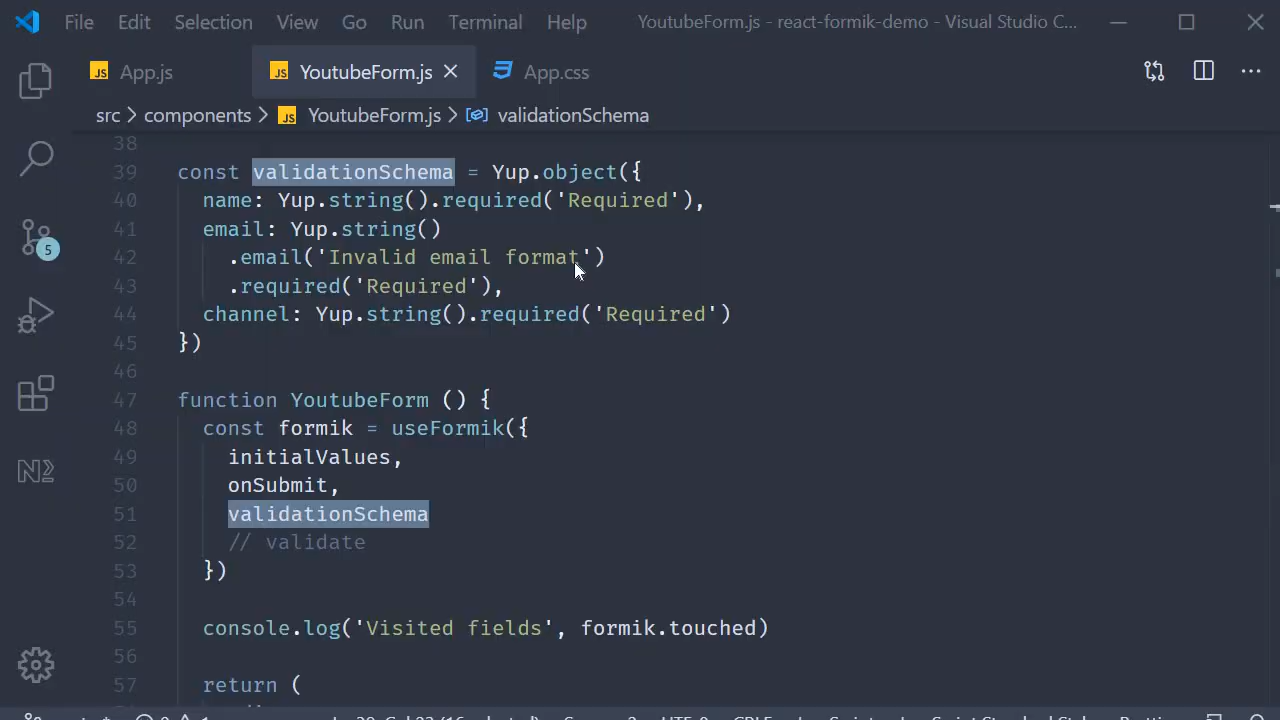 File Edit Selection View Go Run Terminal Help YoutubeForm.js - react-formik-demo - Visual Studio C...
JS App.js JS YoutubeForm.js App.css
src > components > JS YoutubeForm.js > validationSchema
38
39 const validationSchema = Yup.object({
40 name: Yup.string().required('Required'),
41 email: Yup.string()
42 .email('Invalid email format')
43 .required('Required'),
44 channel: Yup.string().required('Required')
45 })
46
47 function YoutubeForm () {
48 const formik = useFormik({
49 initialValues,
50 onSubmit,
51 validationSchema
52 // validate
53 })
54
55 console.log('Visited fields', formik.touched)
56
57 return (
5